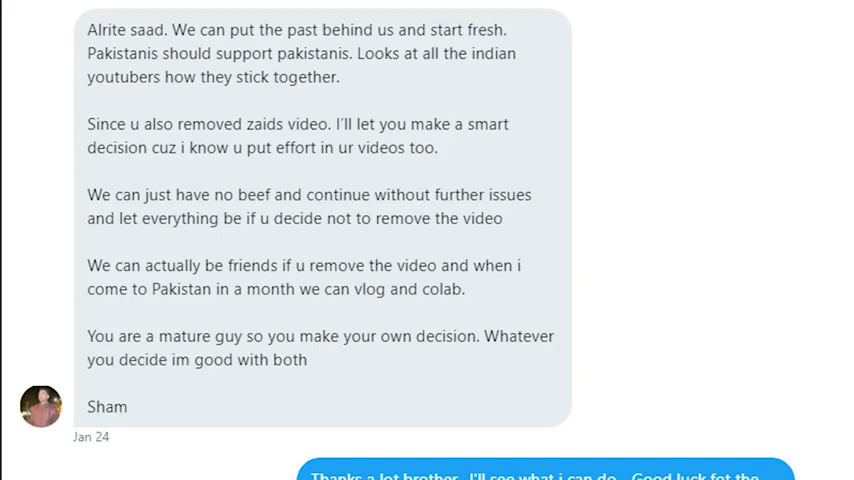 Alrite saad. We can put the past behind us and start fresh.
Pakistanis should support pakistanis. Looks at all the indian
youtubers how they stick together.
Since u also removed zaids video. I'll let you make a smart
decision cuz i know u put effort in ur videos too.
We can just have no beef and continue without further issues
and let everything be if u decide not to remove the video
We can actually be friends if u remove the video and when i
come to Pakistan in a month we can vlog and colab.
You are a mature guy so you make your own decision. Whatever
you decide im good with both
Sham
Jan 24
Thanks a lot brother. I'll see what i can do. Good luck fot the